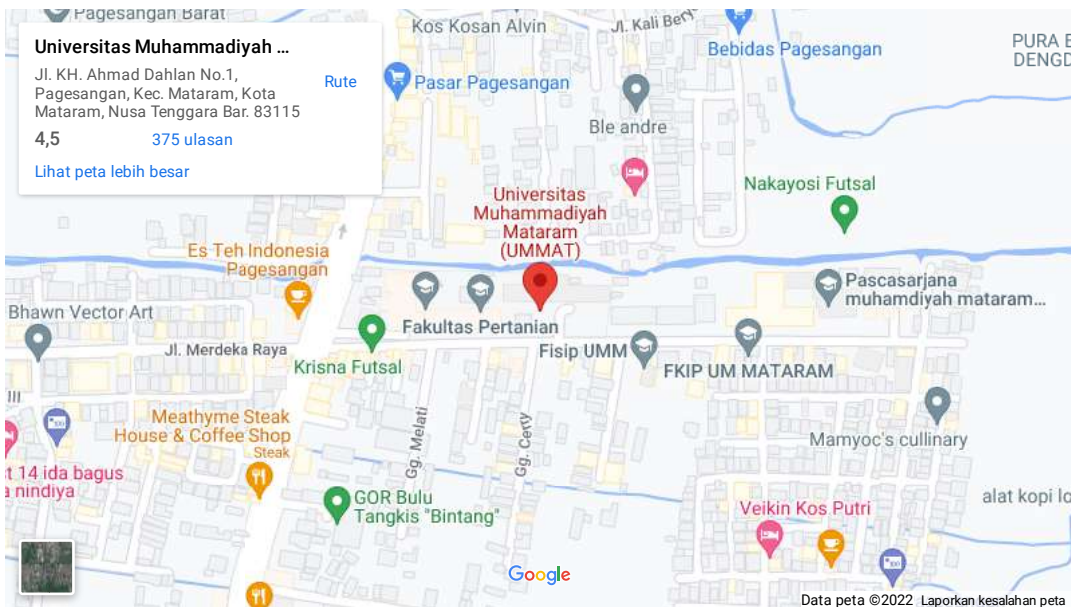 Pagesangan Barat
Kos Kosan Alvin
Jl. Kali Bery
Bebidas Pagesangan
PURA
DENGD
Universitas Muhammadiyah ...
Jl. KH. Ahmad Dahlan No.1,
Pagesangan, Kec. Mataram, Kota
Mataram, Nusa Tenggara Bar. 83115
Rute
4,5
375 ulasan
Lihat peta lebih besar
Pasar Pagesangan
Ble andre
Universitas
Muhammadiyah
Mataram
(UMMAT)
Nakayosi Futsal
Es Teh Indonesia
Pagesangan
Pascasarjana
muhamdiyah mataram...
Bhawn Vector Art
Fakultas Pertanian
Jl. Merdeka Raya
Fisip UMM
Krisna Futsal
FKIP UM MATARAM
III
Meathyme Steak
House & Coffee Shop
Steak
Gg. Melati
Gg. Cerry
Mamyoc's cullinary
t 14 ida bagus
a nindiya
GOR Bulu
Tangkis "Bintang"
Veikin Kos Putri
alat kopi lo
Google
Data peta ©2022
Laporkan kesalahan peta